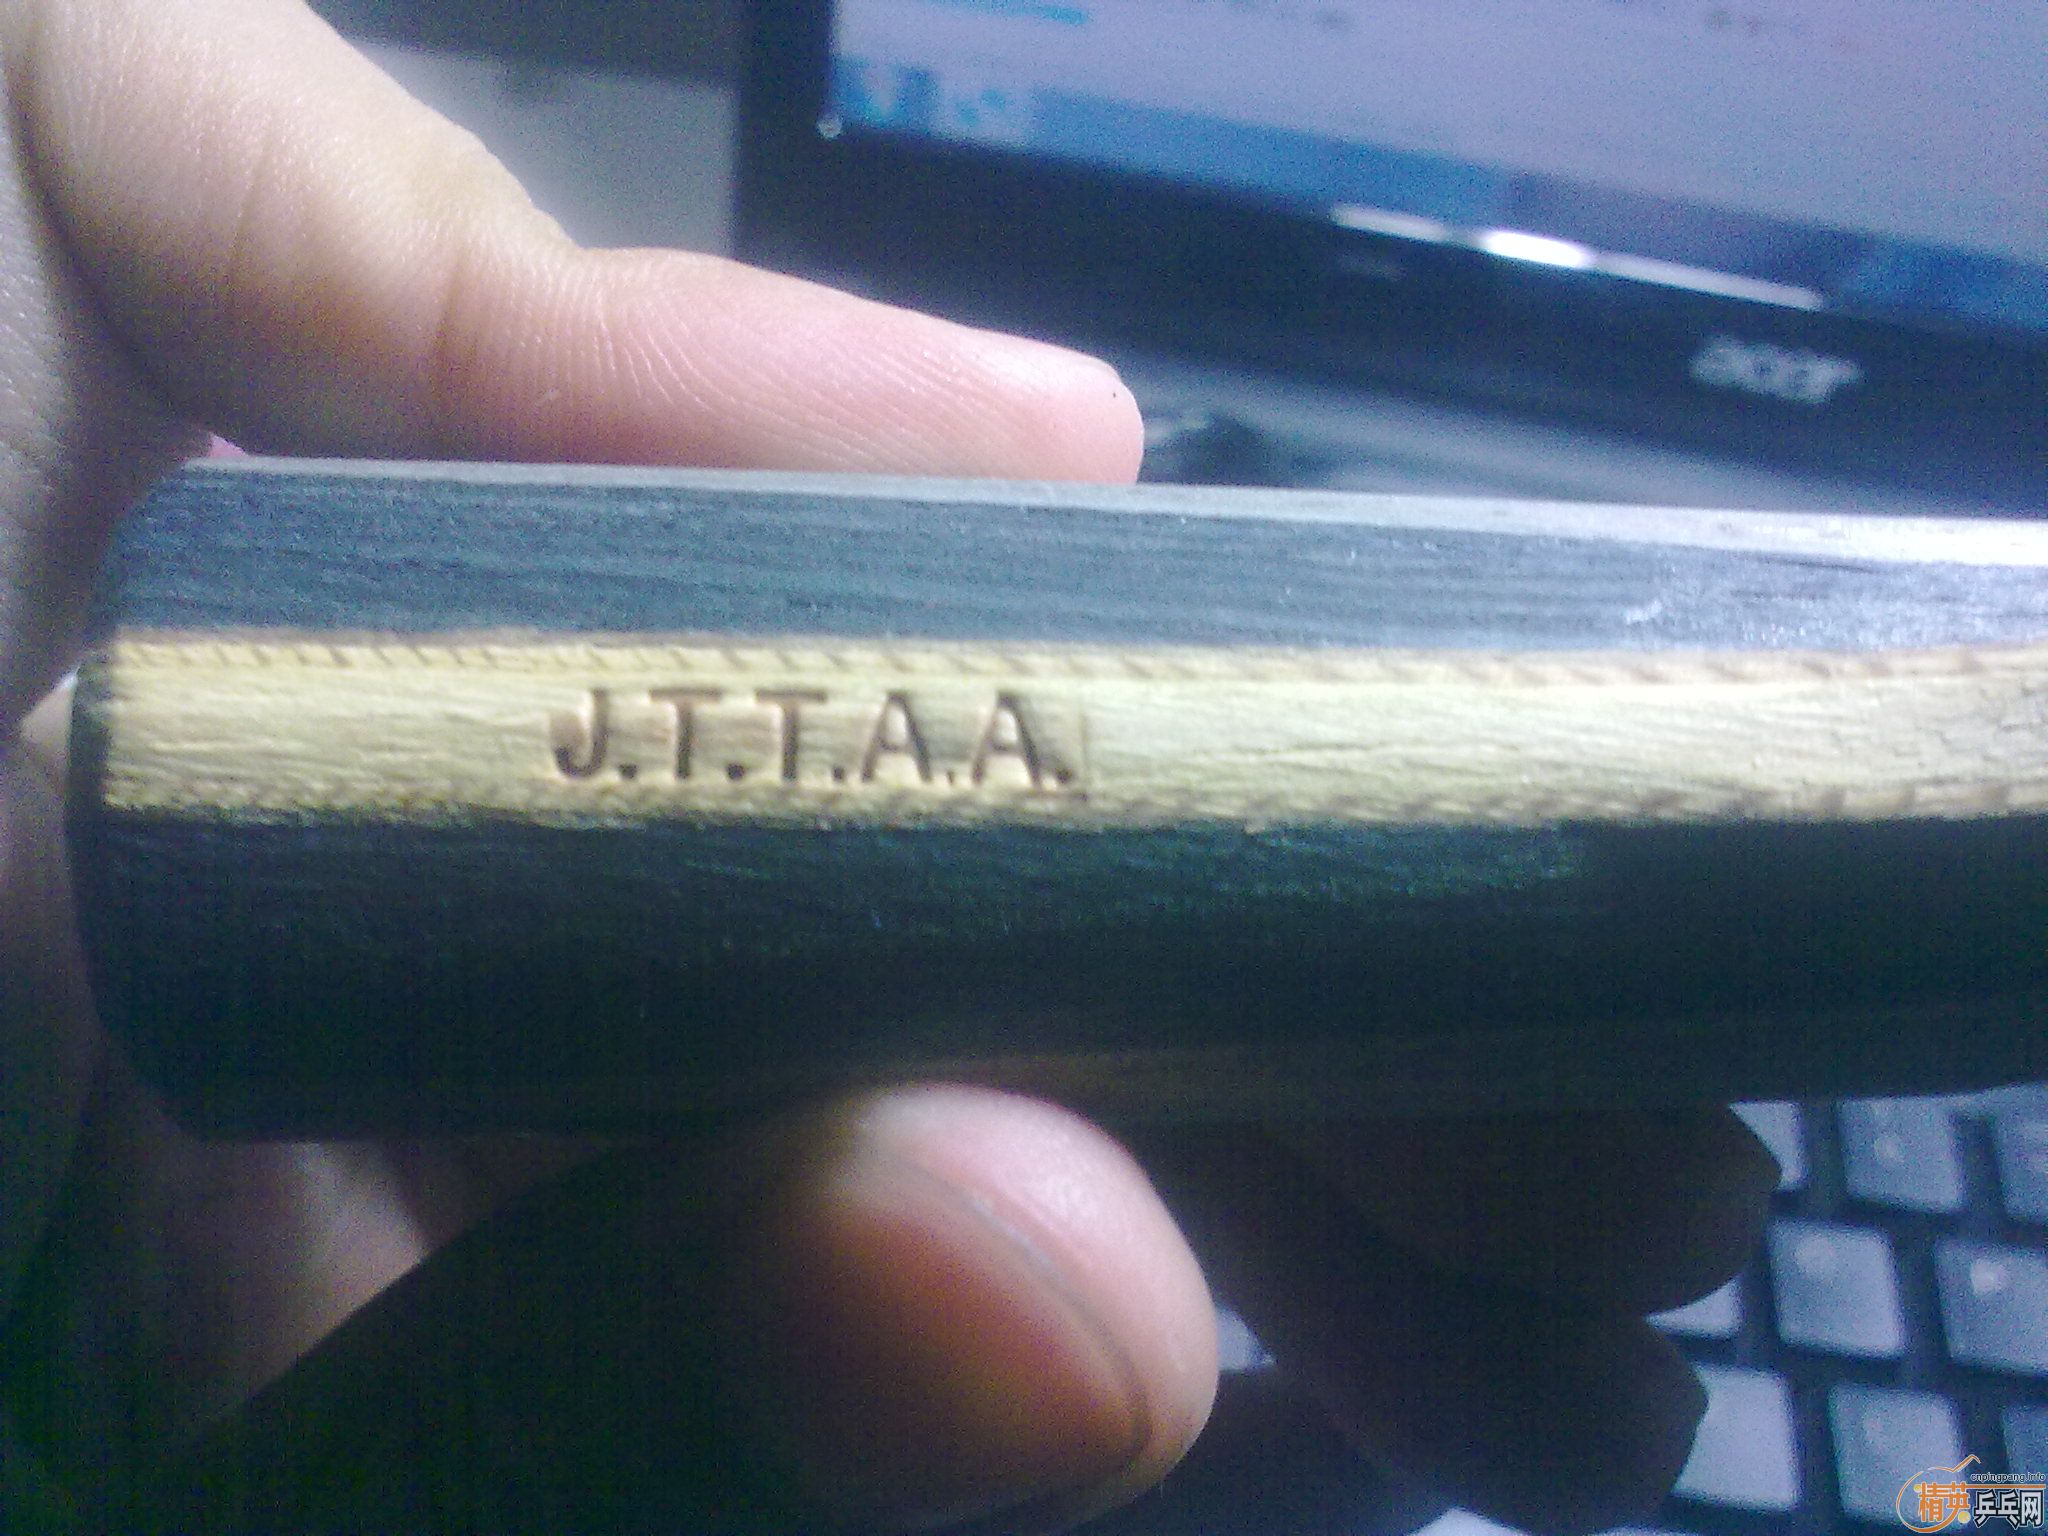 acer
J.T.T.A.A.
cnpingpang.info
精英乒乓网